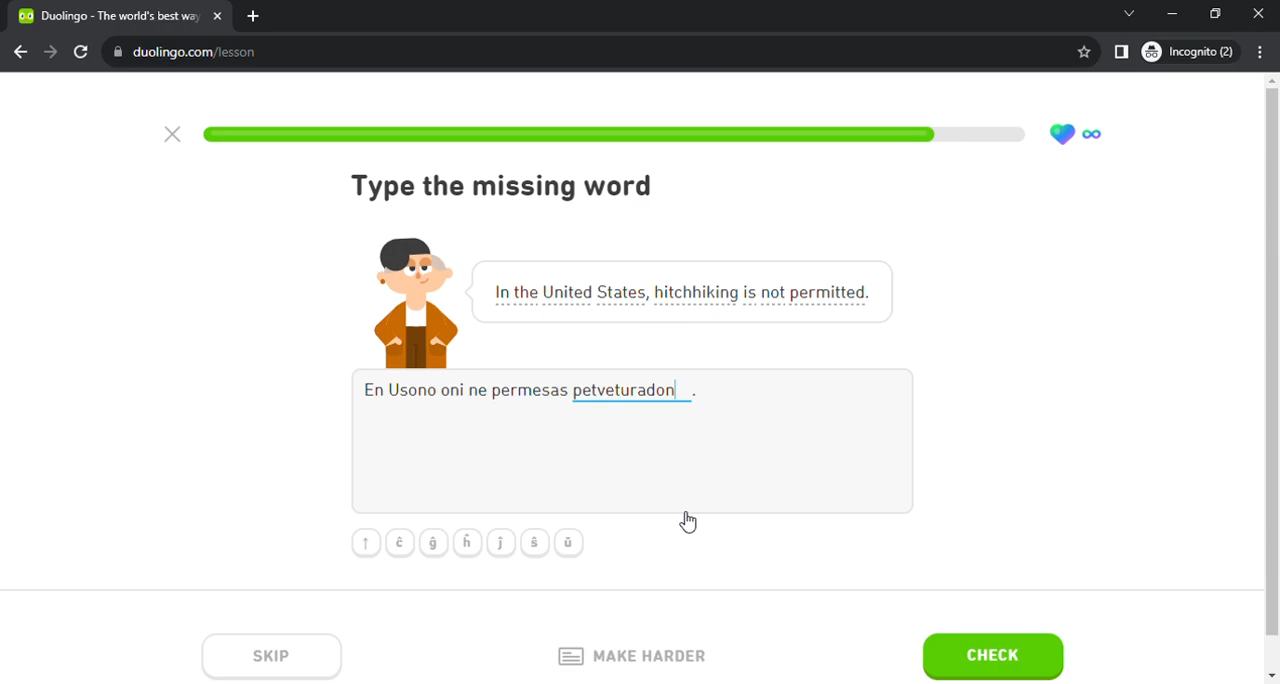 Duolingo - The world's best way
duolingo.com/lesson
Incognito (2)
Type the missing word
In the United States, hitchhiking is not permitted.
En Usono oni ne permesas petveturadon .
↑ ĉ ĝ ĥ ĵ ŝ ŭ
SKIP
MAKE HARDER
CHECK